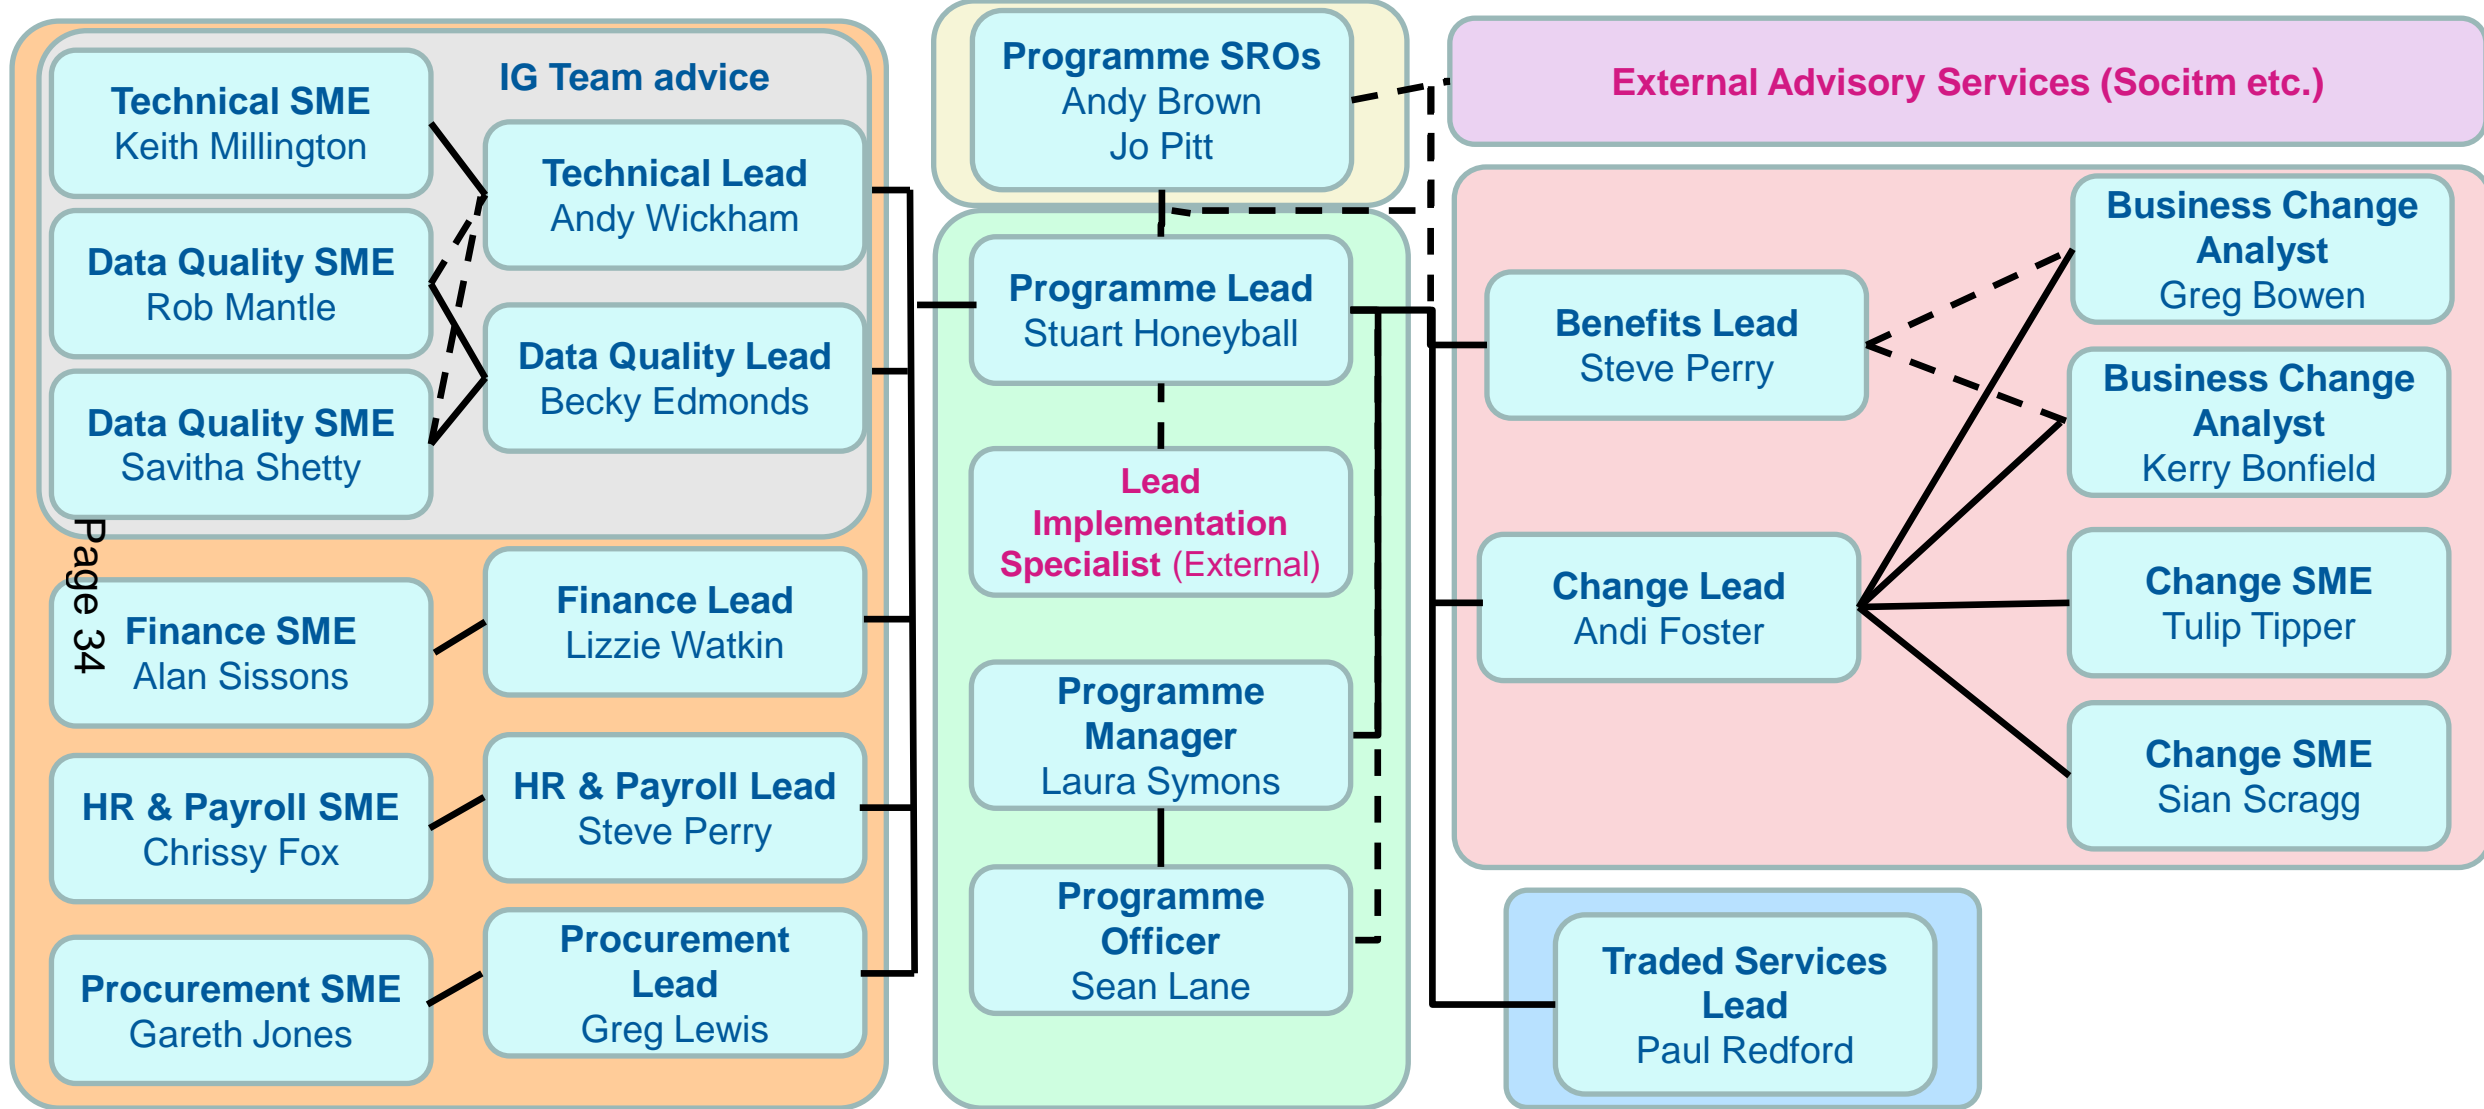 Technical SME
Keith Millington
IG Team advice
Technical Lead
Andy Wickham
Data Quality SME
Rob Mantle
Data Quality Lead
Becky Edmonds
Data Quality SME
Savitha Shetty
Page 34
Finance SME
Alan Sissons
Finance Lead
Lizzie Watkin
HR & Payroll SME
Chrissy Fox
HR & Payroll Lead
Steve Perry
Procurement SME
Gareth Jones
Procurement
Lead
Greg Lewis
Programme SROs
Andy Brown
Jo Pitt
Programme Lead
Stuart Honeyball
Lead
Implementation
Specialist (External)
Programme
Manager
Laura Symons
Programme
Officer
Sean Lane
External Advisory Services (Socitm etc.)
Benefits Lead
Steve Perry
Change Lead
Andi Foster
Business Change
Analyst
Greg Bowen
Business Change
Analyst
Kerry Bonfield
Change SME
Tulip Tipper
Change SME
Sian Scragg
Traded Services
Lead
Paul Redford